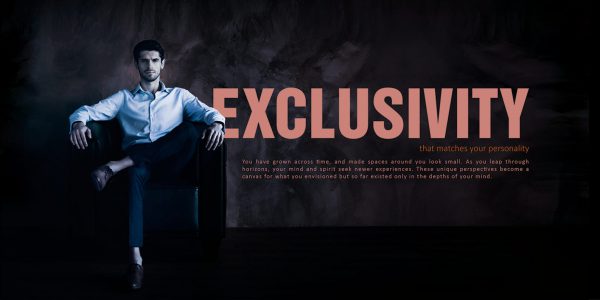 EXCLUSIVITY
that matches your personality
You have grown across time, and made spaces around you look small. As you leap through
horizons, your mind and spirit seek newer experiences. These unique perspectives become a
canvas for what you envisioned but so far existed only in the depths of your mind.